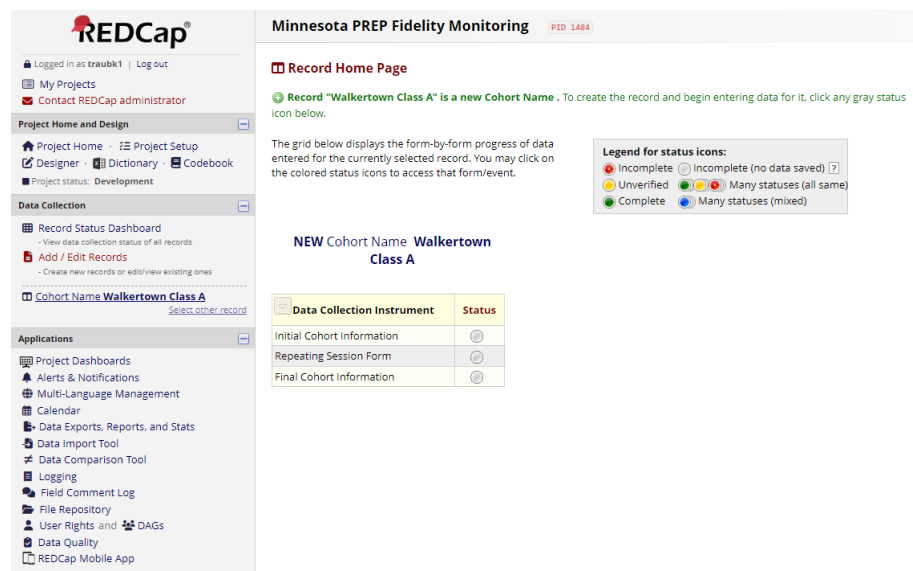 REDCap®
Logged in as traubk1 | Log out
My Projects
Contact REDCap administrator
Project Home and Design
Project Home · Project Setup
Designer · Dictionary · Codebook
Project status: Development
Data Collection
Record Status Dashboard
- View data collection status of all records
Add / Edit Records
- Create new records or edit/view existing ones
Cohort Name Walkertown Class A
Select other record
Applications
Project Dashboards
Alerts & Notifications
Multi-Language Management
Calendar
Data Exports, Reports, and Stats
Data Import Tool
Data Comparison Tool
Logging
Field Comment Log
File Repository
User Rights and DAGs
Data Quality
REDCap Mobile App
Minnesota PREP Fidelity Monitoring PID 1484
Record Home Page
Record "Walkertown Class A" is a new Cohort Name . To create the record and begin entering data for it, click any gray status
icon below.
The grid below displays the form-by-form progress of data
entered for the currently selected record. You may click on
the colored status icons to access that form/event.
Legend for status icons:
Incomplete Incomplete (no data saved) ?
Unverified Many statuses (all same)
Complete Many statuses (mixed)
NEW Cohort Name Walkertown
Class A
Data Collection Instrument Status
Initial Cohort Information
Repeating Session Form
Final Cohort Information